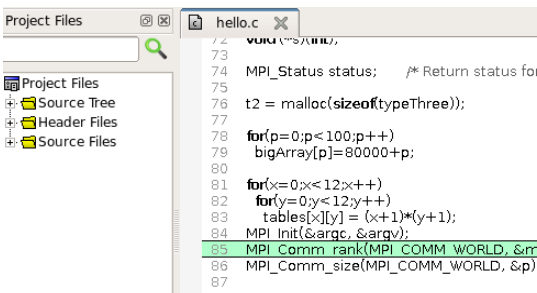 Project Files
hello.c
Project Files
Source Tree
Header Files
Source Files
72 void (*s)(int);
73
74 MPI_Status status; /* Return status for
75
76 t2 = malloc(sizeof(typeThree));
77
78 for(p=0;p<100;p++)
79 bigArray[p]=80000+p;
80
81 for(x=0;x<12;x++)
82 for(y=0;y<12;y++)
83 tables[x][y] = (x+1)*(y+1);
84 MPI_Init(&argc, &argv);
85 MPI_Comm_rank(MPI_COMM_WORLD, &m
86 MPI_Comm_size(MPI_COMM_WORLD, &p)
87